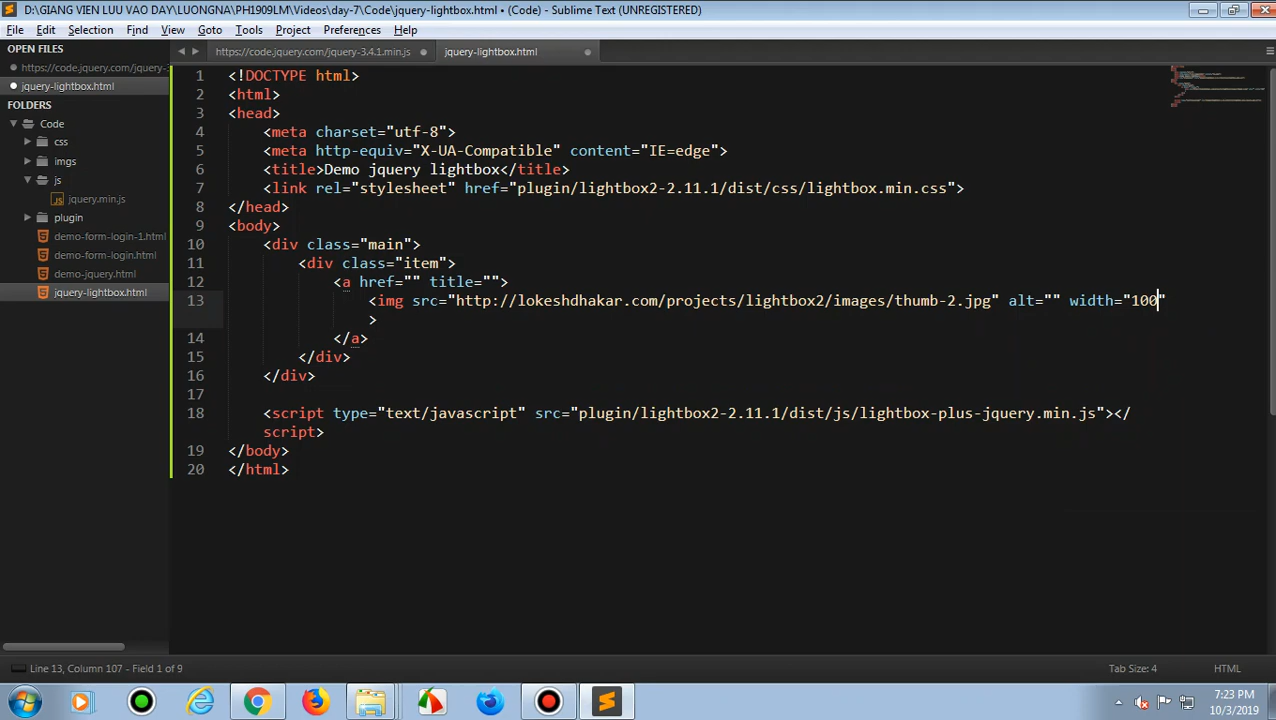 D:\GIANG VIEN LUU VAO DAY\LUONGNA\PH1909LM\Videos\day-7\Code\jquery-lightbox.html • (Code) - Sublime Text (UNREGISTERED)
File Edit Selection Find View Goto Tools Project Preferences Help
OPEN FILES
https://code.jquery.com/jquery-3
jquery-lightbox.html
FOLDERS
Code
css
imgs
js
jquery.min.js
plugin
demo-form-login-1.html
demo-form-login.html
demo-jquery.html
jquery-lightbox.html
https://code.jquery.com/jquery-3.4.1.min.js
jquery-lightbox.html
1 <!DOCTYPE html>
2 <html>
3 <head>
4 <meta charset="utf-8">
5 <meta http-equiv="X-UA-Compatible" content="IE=edge">
6 <title>Demo jquery lightbox</title>
7 <link rel="stylesheet" href="plugin/lightbox2-2.11.1/dist/css/lightbox.min.css">
8 </head>
9 <body>
10 <div class="main">
11 <div class="item">
12 <a href="" title="">
13 <img src="http://lokeshdhakar.com/projects/lightbox2/images/thumb-2.jpg" alt="" width="100"
>
14 </a>
15 </div>
16 </div>
17
18 <script type="text/javascript" src="plugin/lightbox2-2.11.1/dist/js/lightbox-plus-jquery.min.js"></
script>
19 </body>
20 </html>
Line 13, Column 107 - Field 1 of 9
Tab Size: 4
HTML
7:23 PM
10/3/2019